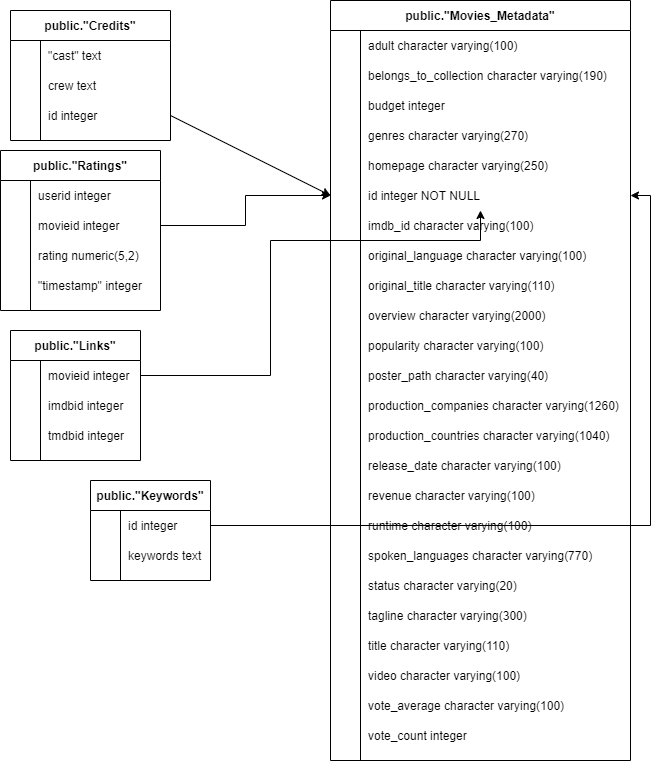 public."Credits"
"cast" text
crew text
id integer
public."Ratings"
userid integer
movieid integer
rating numeric(5,2)
"timestamp" integer
public."Links"
movieid integer
imdbid integer
tmdbid integer
public."Keywords"
id integer
keywords text
public."Movies_Metadata"
adult character varying(100)
belongs_to_collection character varying(190)
budget integer
genres character varying(270)
homepage character varying(250)
id integer NOT NULL
imdb_id character varying(100)
original_language character varying(100)
original_title character varying(110)
overview character varying(2000)
popularity character varying(100)
poster_path character varying(40)
production_companies character varying(1260)
production_countries character varying(1040)
release_date character varying(100)
revenue character varying(100)
runtime character varying(100)
spoken_languages character varying(770)
status character varying(20)
tagline character varying(300)
title character varying(110)
video character varying(100)
vote_average character varying(100)
vote_count integer